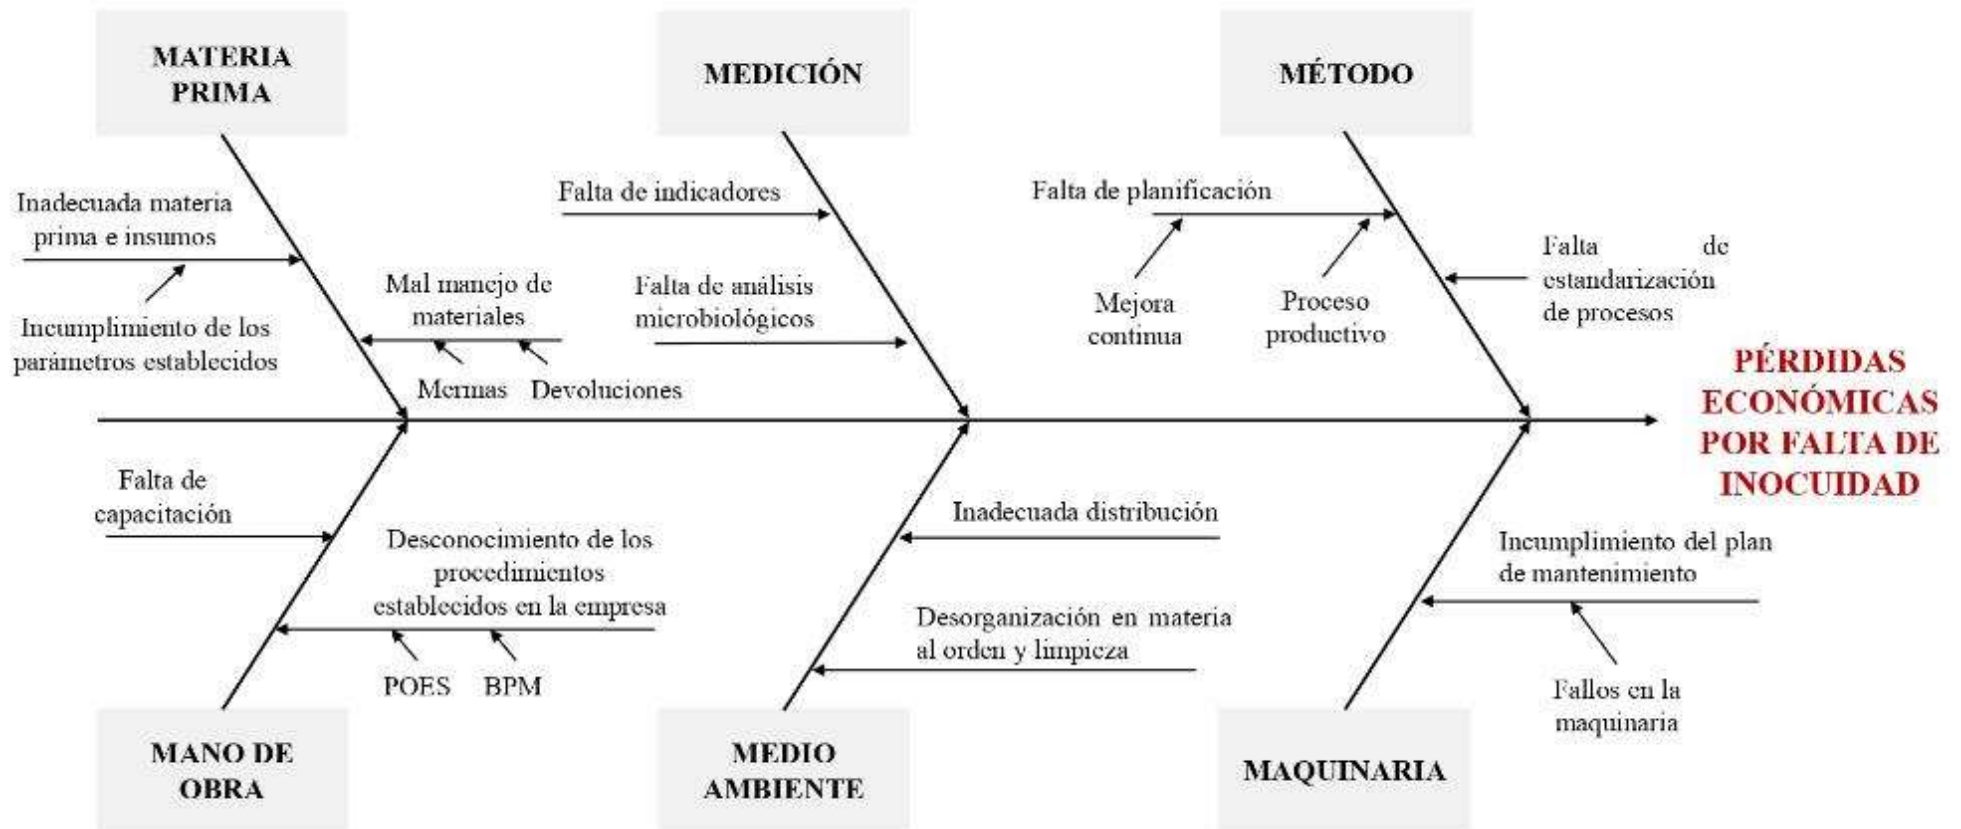 MATERIA
PRIMA
MEDICIÓN
MÉTODO
Inadecuada materia
prima e insumos
Incumplimiento de los
parámetros establecidos
Mal manejo de
materiales
Mermas
Devoluciones
Falta de indicadores
Falta de análisis
microbiológicos
Falta de planificación
Mejora
continua
Proceso
productivo
Falta de
estandarización
de procesos
PÉRDIDAS
ECONÓMICAS
POR FALTA DE
INOCUIDAD
Falta de
capacitación
Desconocimiento de los
procedimientos
establecidos en la empresa
POES
BPM
Inadecuada distribución
Desorganización en materia
al orden y limpieza
Incumplimiento del plan
de mantenimiento
Fallos en la
maquinaria
MANO DE
OBRA
MEDIO
AMBIENTE
MAQUINARIA